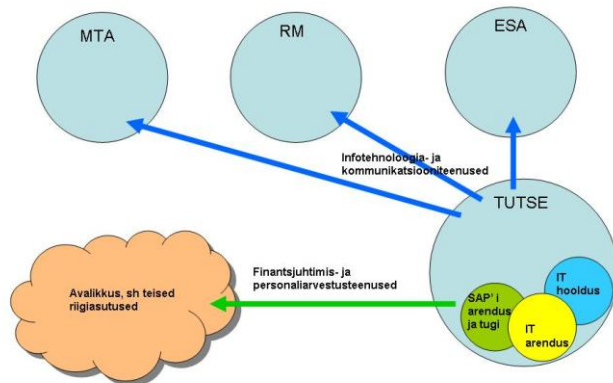 MTA
RM
ESA
Infotehnoloogia- ja
kommunikatsiooniteenused
TUTSE
Finantsjuhtimis- ja
personaliarvestusteenused
Avalikkus, sh teised
riigiasutused
SAP' i
arendus
ja tugi
IT
hooldus
IT
arendus